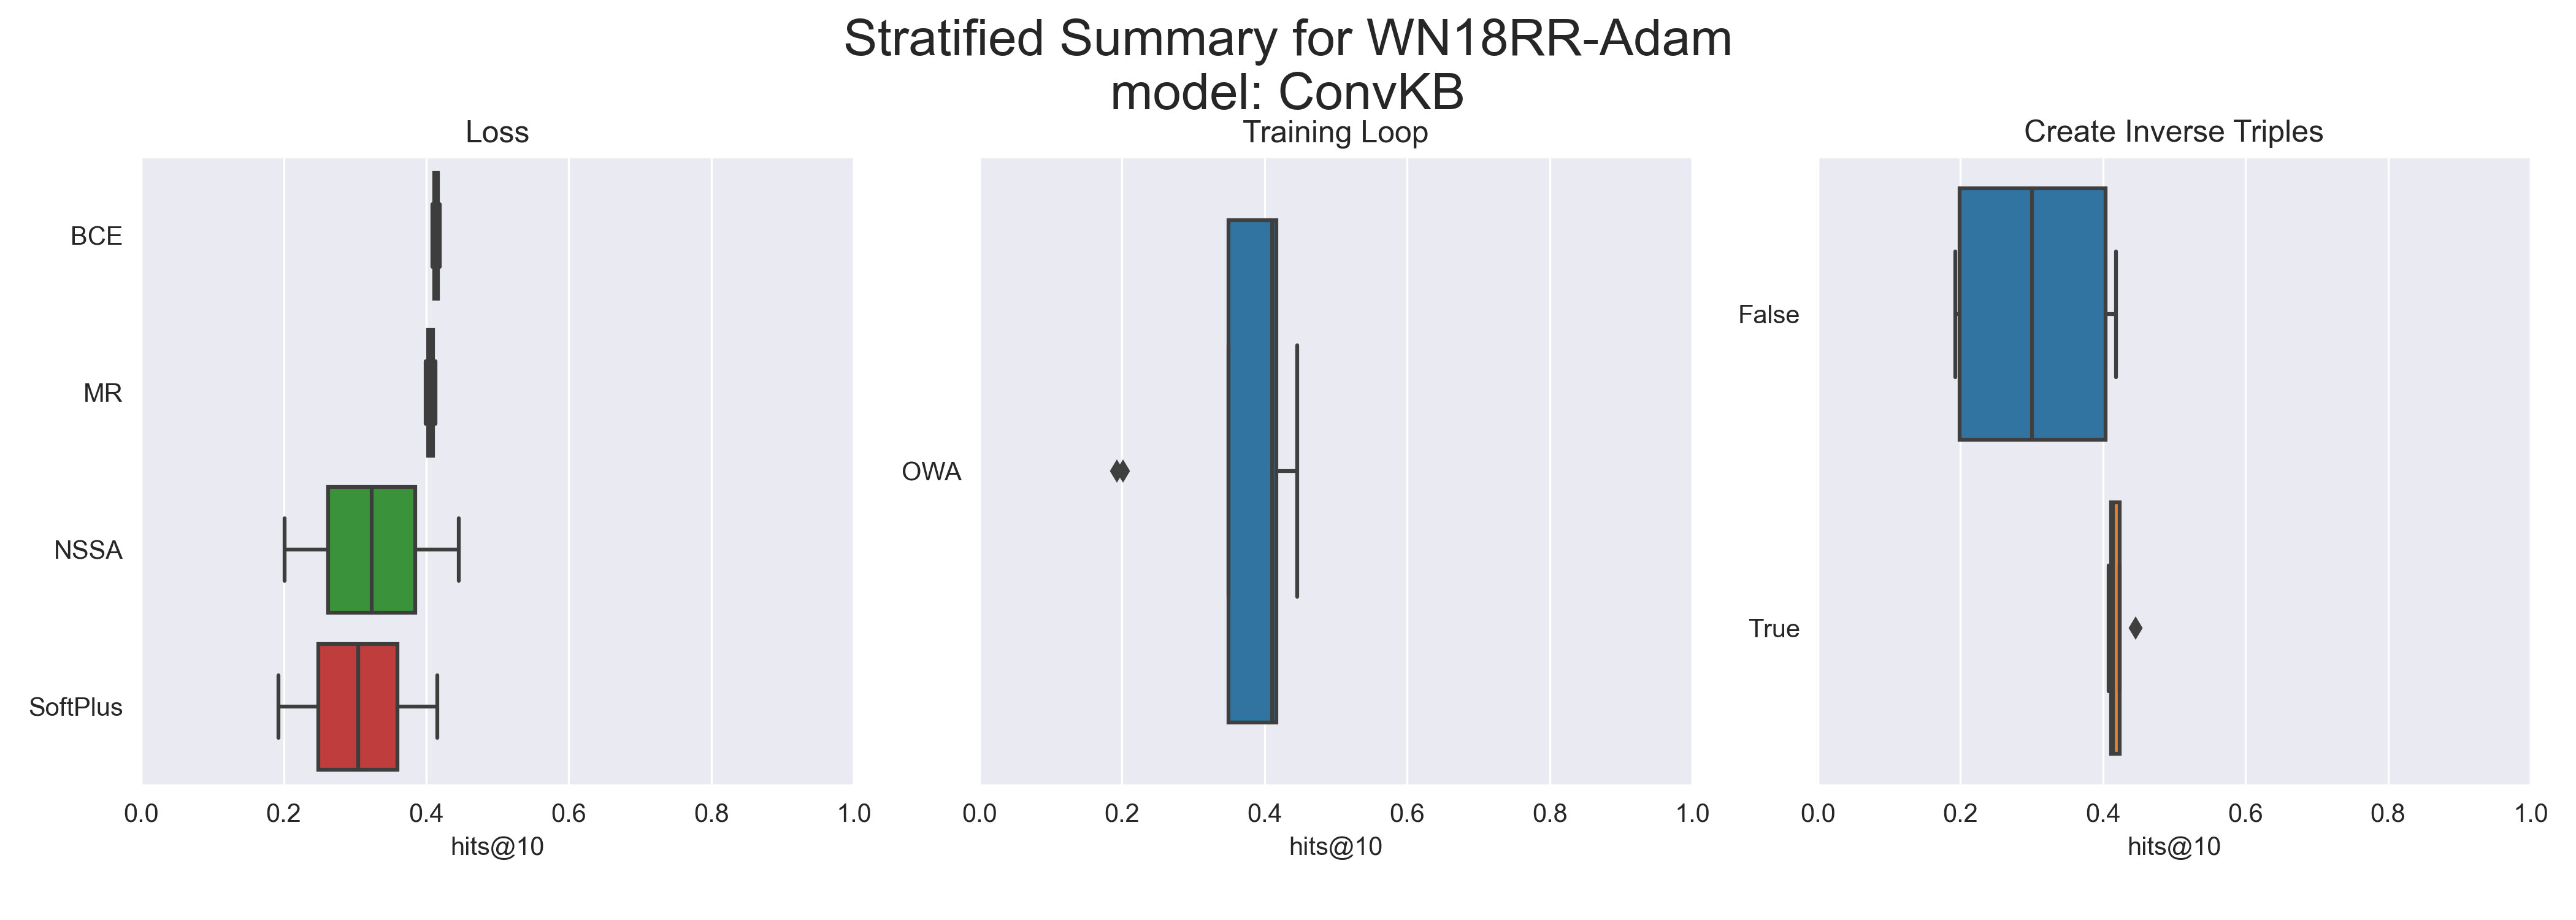 Stratified Summary for WN18RR-Adam
model: ConvKB
Loss
BCE
MR
NSSA
SoftPlus
0.0 0.2 0.4 0.6 0.8 1.0
hits@10
Training Loop
OWA
0.0 0.2 0.4 0.6 0.8 1.0
hits@10
Create Inverse Triples
False
True
0.0 0.2 0.4 0.6 0.8 1.0
hits@10